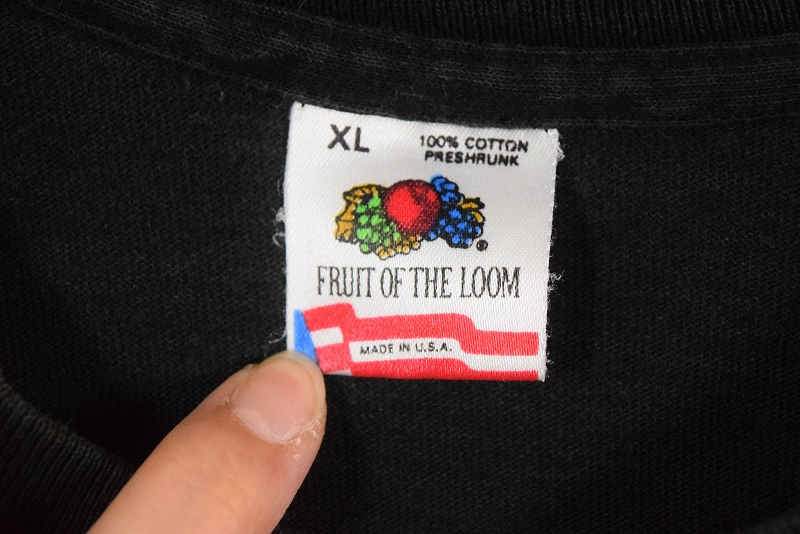 XL
100% COTTON
PRESHRUNK
®
FRUIT OF THE LOOM
MADE IN U.S.A.